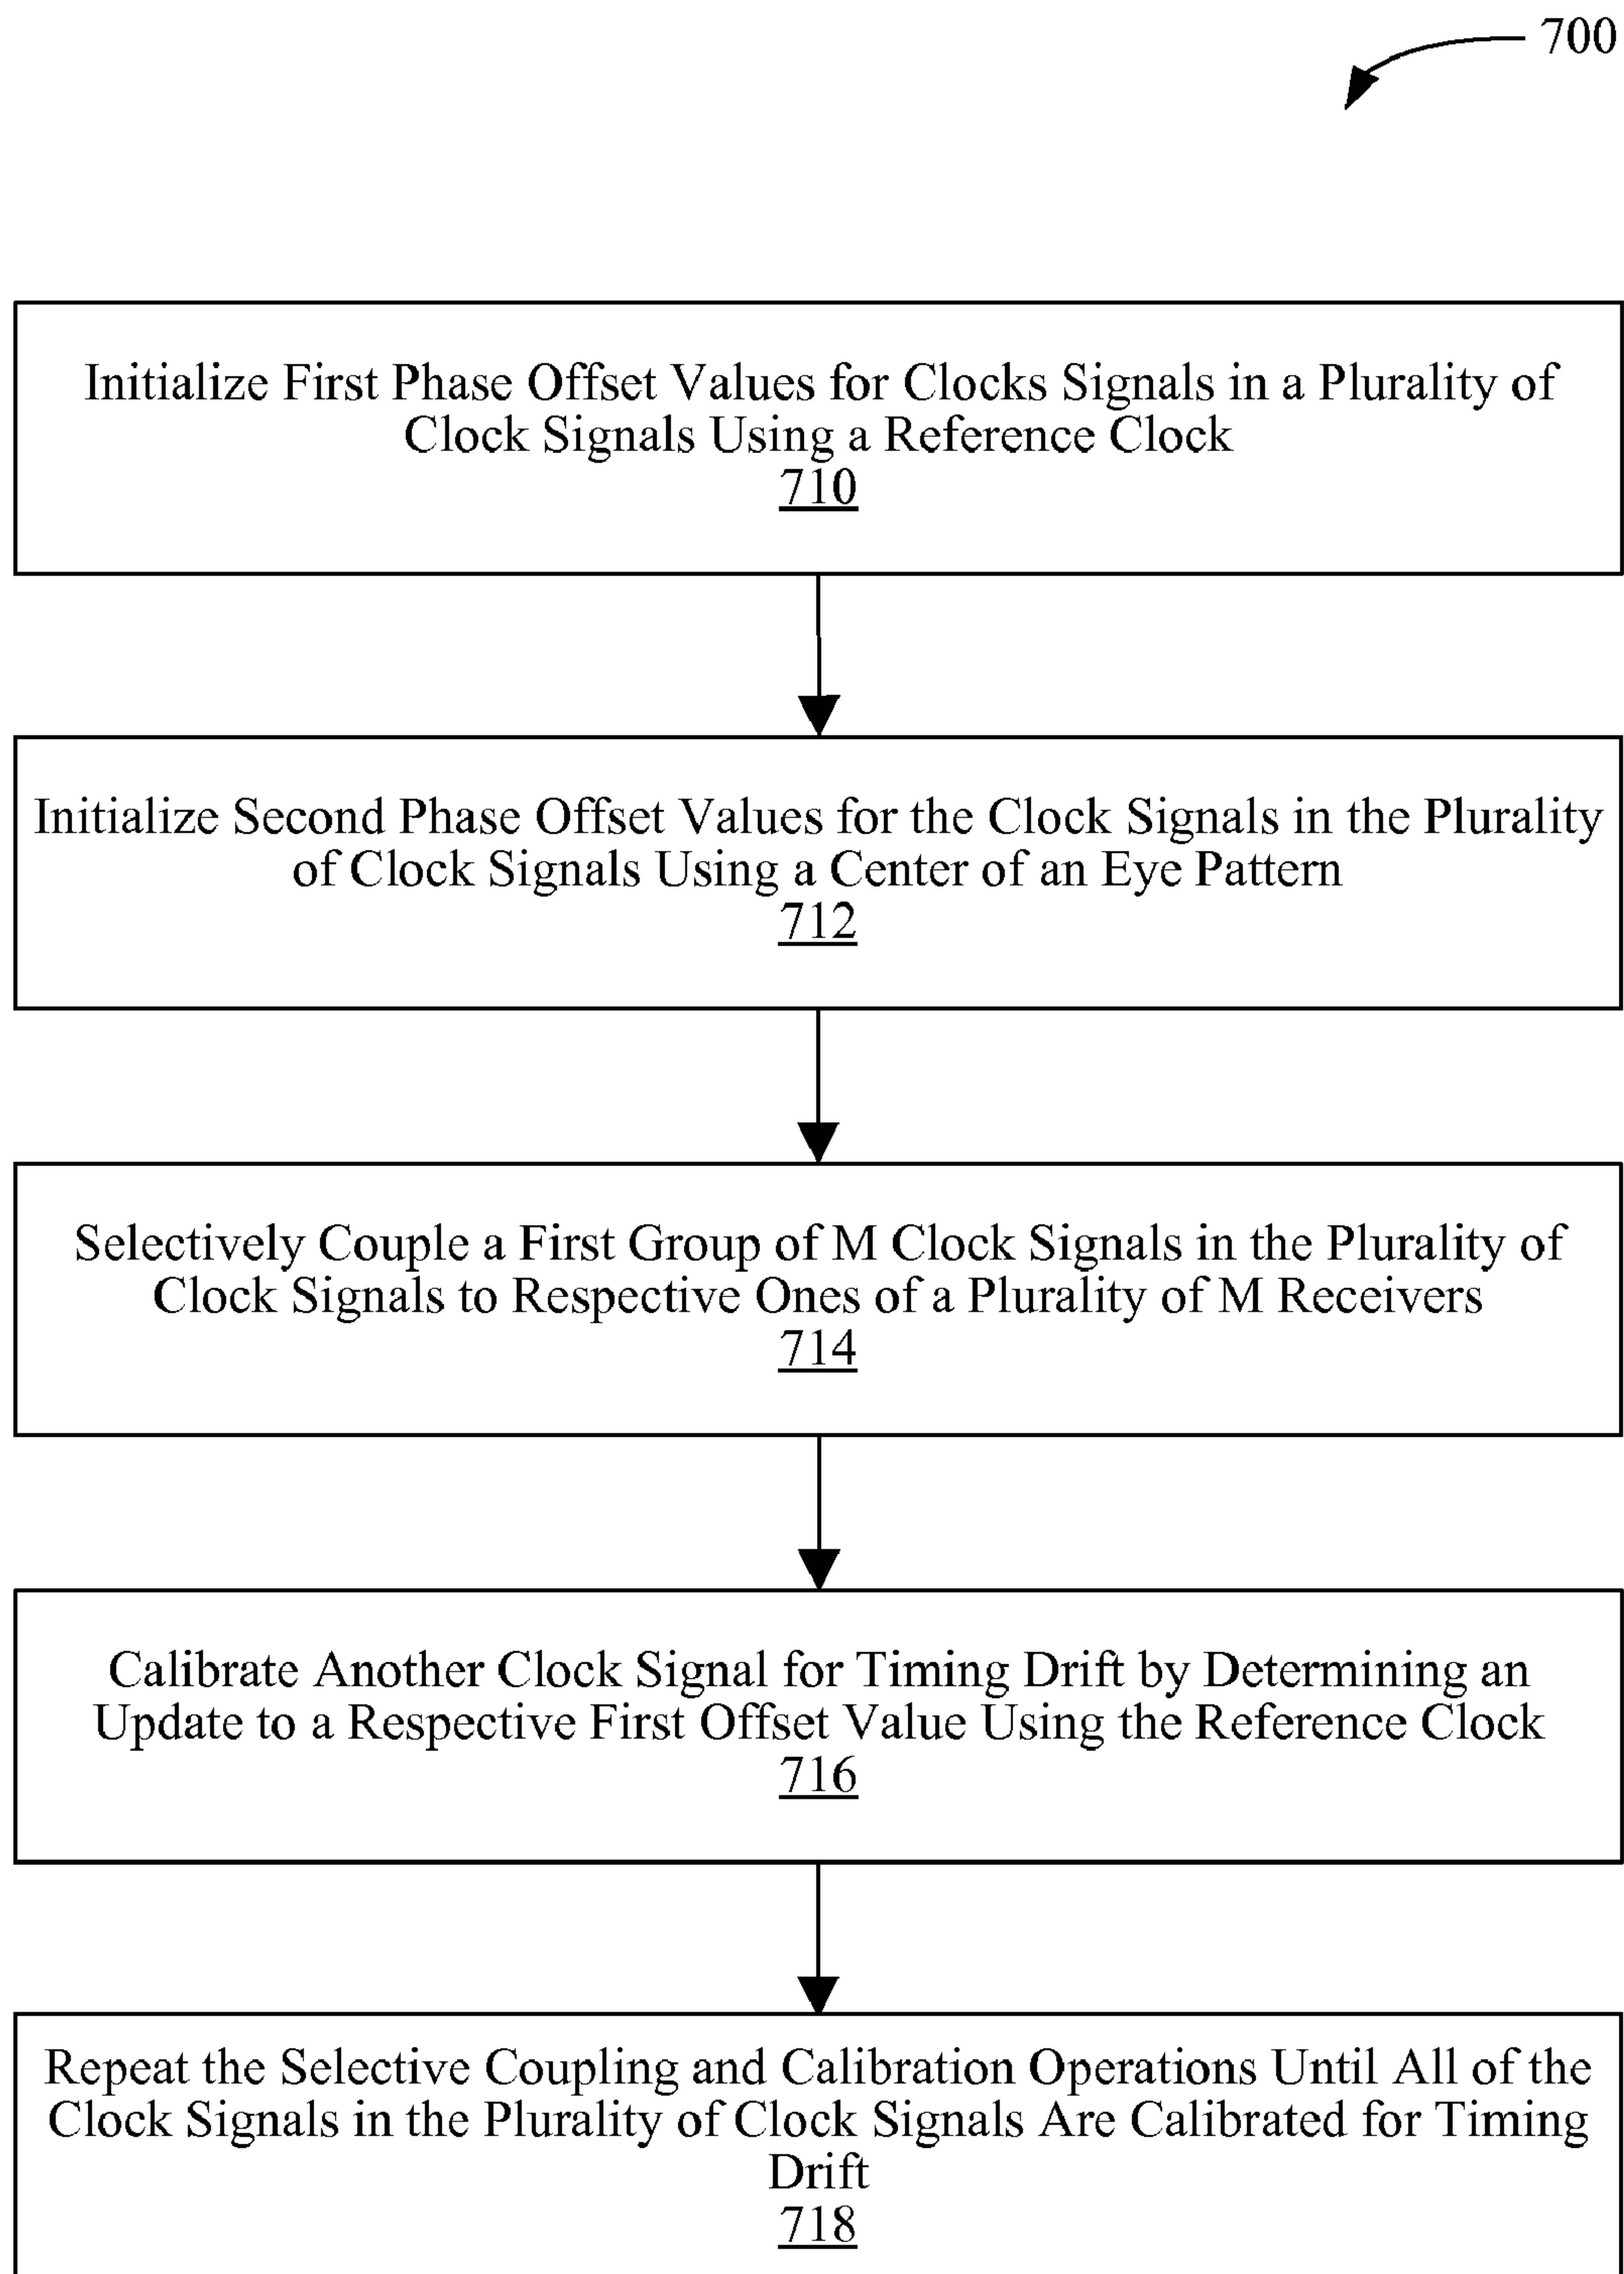 700
Initialize First Phase Offset Values for Clocks Signals in a Plurality of
Clock Signals Using a Reference Clock
710
Initialize Second Phase Offset Values for the Clock Signals in the Plurality
of Clock Signals Using a Center of an Eye Pattern
712
Selectively Couple a First Group of M Clock Signals in the Plurality of
Clock Signals to Respective Ones of a Plurality of M Receivers
714
Calibrate Another Clock Signal for Timing Drift by Determining an
Update to a Respective First Offset Value Using the Reference Clock
716
Repeat the Selective Coupling and Calibration Operations Until All of the
Clock Signals in the Plurality of Clock Signals Are Calibrated for Timing
Drift
718